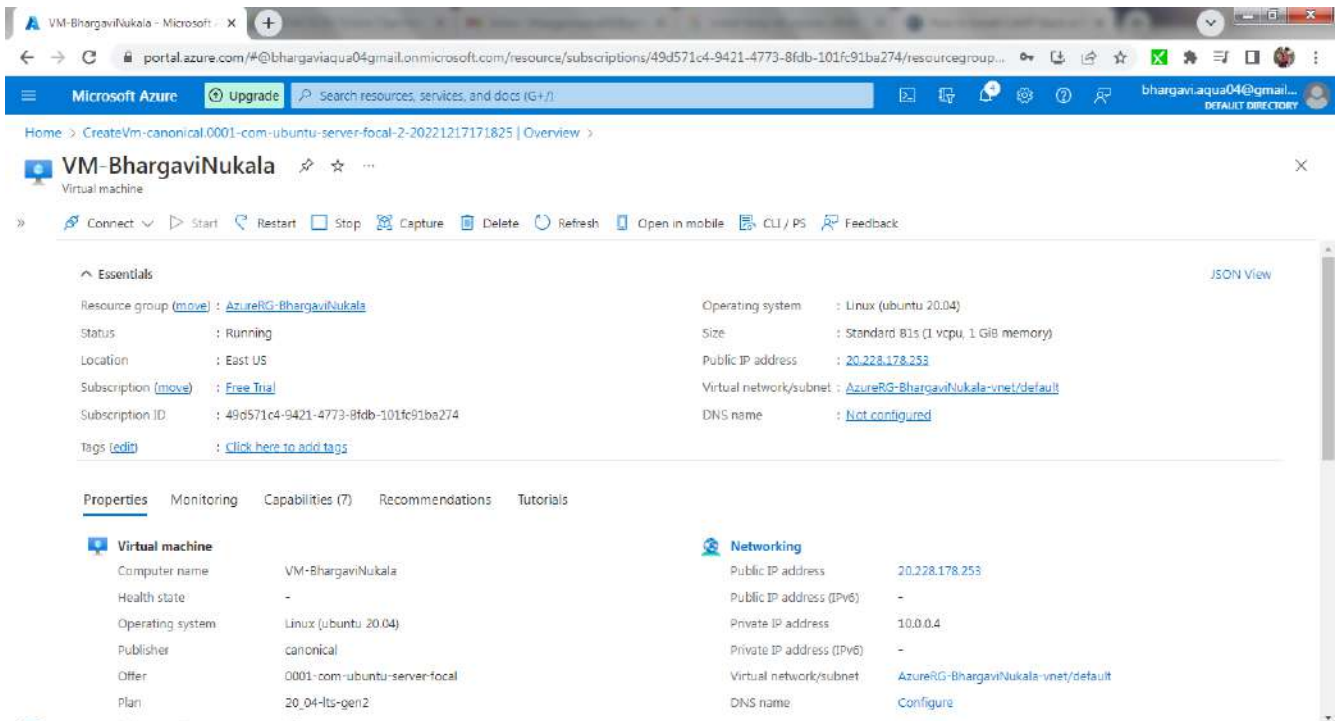 VM-BhargaviNukala - Microsoft
portal.azure.com/#@bhargaviaqua04gmail.onmicrosoft.com/resource/subscriptions/49d571c4-9421-4773-8fdb-101fc91ba274/resourcegroup...
Microsoft Azure Upgrade Search resources, services, and docs (G+/) bhargavi.aqua04@gmail...
DEFAULT DIRECTORY
Home > CreateVm-canonical.0001-com-ubuntu-server-focal-2-20221217171825 | Overview >
VM-BhargaviNukala ...
Virtual machine
» Connect Start Restart Stop Capture Delete Refresh Open in mobile CLI / PS Feedback
Essentials JSON View
Resource group (move) : AzureRG-BhargaviNukala Operating system : Linux (ubuntu 20.04)
Status : Running Size : Standard B1s (1 vcpu, 1 GiB memory)
Location : East US Public IP address : 20.228.178.253
Subscription (move) : Free Trial Virtual network/subnet : AzureRG-BhargaviNukala-vnet/default
Subscription ID : 49d571c4-9421-4773-8fdb-101fc91ba274 DNS name : Not configured
Tags (edit) : Click here to add tags
Properties Monitoring Capabilities (7) Recommendations Tutorials
Virtual machine Networking
Computer name VM-BhargaviNukala Public IP address 20.228.178.253
Health state - Public IP address (IPv6) -
Operating system Linux (ubuntu 20.04) Private IP address 10.0.0.4
Publisher canonical Private IP address (IPv6) -
Offer 0001-com-ubuntu-server-focal Virtual network/subnet AzureRG-BhargaviNukala-vnet/default
Plan 20_04-lts-gen2 DNS name Configure